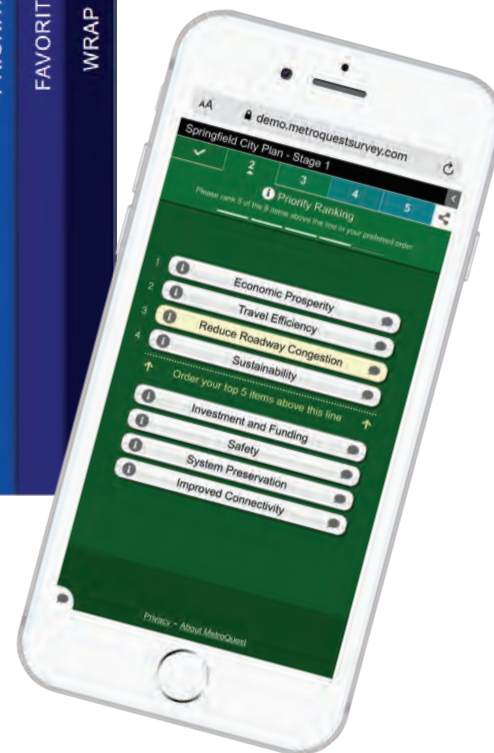 FAVORIT
WRAP
AA demo.metroquestsurvey.com
Springfield City Plan - Stage 1
2 3 4 5
Priority Ranking
Please rank 5 of the 8 items above the line in your preferred order
1 Economic Prosperity
2 Travel Efficiency
3 Reduce Roadway Congestion
4 Sustainability
Order your top 5 items above this line
Investment and Funding
Safety
System Preservation
Improved Connectivity
Privacy - About MetroQuest